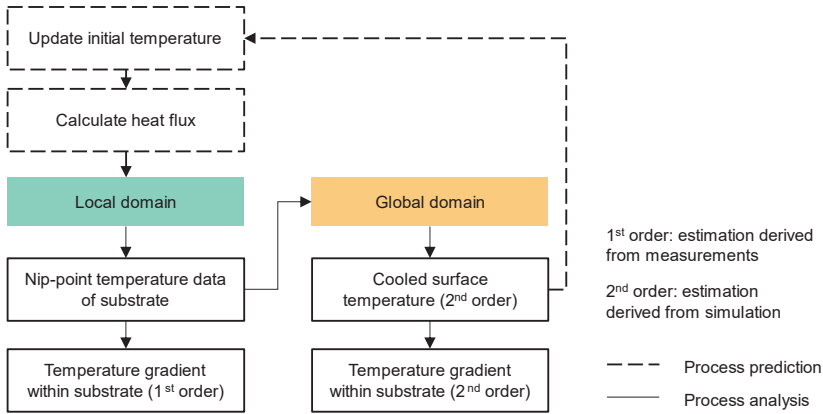 Update initial temperature
Calculate heat flux
Local domain
Global domain
Nip-point temperature data
of substrate
Cooled surface
temperature (2nd order)
Temperature gradient
within substrate (1st order)
Temperature gradient
within substrate (2nd order)
1st order: estimation derived
from measurements
2nd order: estimation
derived from simulation
Process prediction
Process analysis